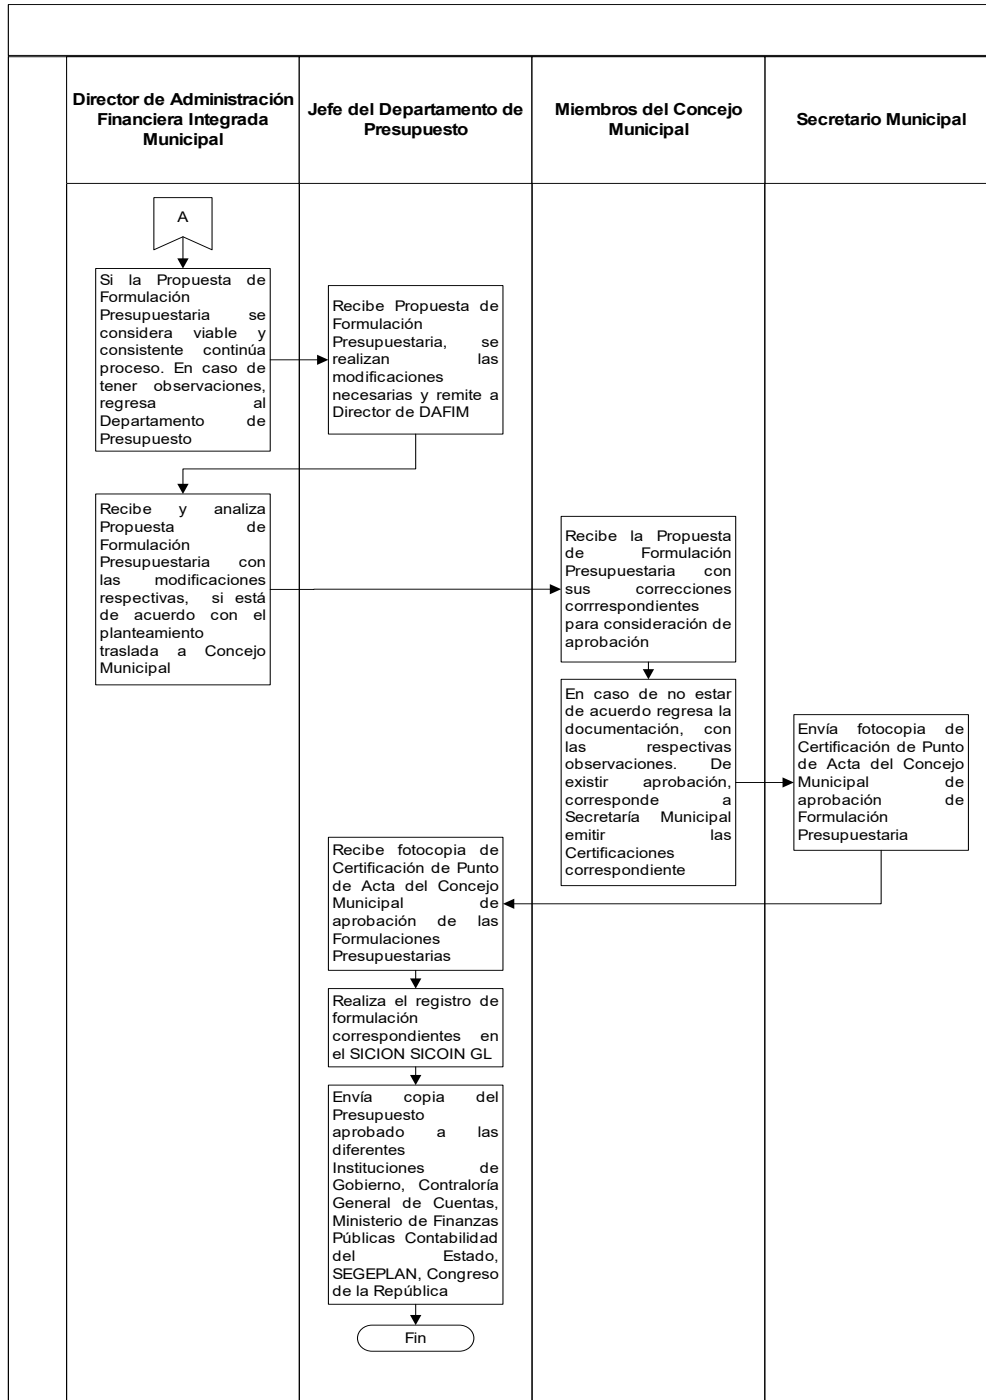 Director de Administración
Financiera Integrada
Municipal
Jefe del Departamento de
Presupuesto
Miembros del Concejo
Municipal
Secretario Municipal
A
Si la Propuesta de
Formulación
Presupuestaria se
considera viable y
consistente continúa
proceso. En caso de
tener observaciones,
regresa al
Departamento de
Presupuesto
Recibe Propuesta de
Formulación
Presupuestaria, se
realizan las
modificaciones
necesarias y remite a
Director de DAFIM
Recibe y analiza
Propuesta de
Formulación
Presupuestaria con
las modificaciones
respectivas, si está
de acuerdo con el
planteamiento
traslada a Concejo
Municipal
Recibe la Propuesta
de Formulación
Presupuestaria con
sus correcciones
corrrespondientes
para consideración de
aprobación
En caso de no estar
de acuerdo regresa la
documentación, con
las respectivas
observaciones. De
existir aprobación,
corresponde a
Secretaría Municipal
emitir las
Certificaciones
correspondiente
Envía fotocopia de
Certificación de Punto
de Acta del Concejo
Municipal de
aprobación de
Formulación
Presupuestaria
Recibe fotocopia de
Certificación de Punto
de Acta del Concejo
Municipal de
aprobación de las
Formulaciones
Presupuestarias
Realiza el registro de
formulación
correspondientes en
el SICION SICOIN GL
Envía copia del
Presupuesto
aprobado a las
diferentes
Instituciones de
Gobierno, Contraloría
General de Cuentas,
Ministerio de Finanzas
Públicas Contabilidad
del Estado,
SEGEPLAN, Congreso
de la República
Fin